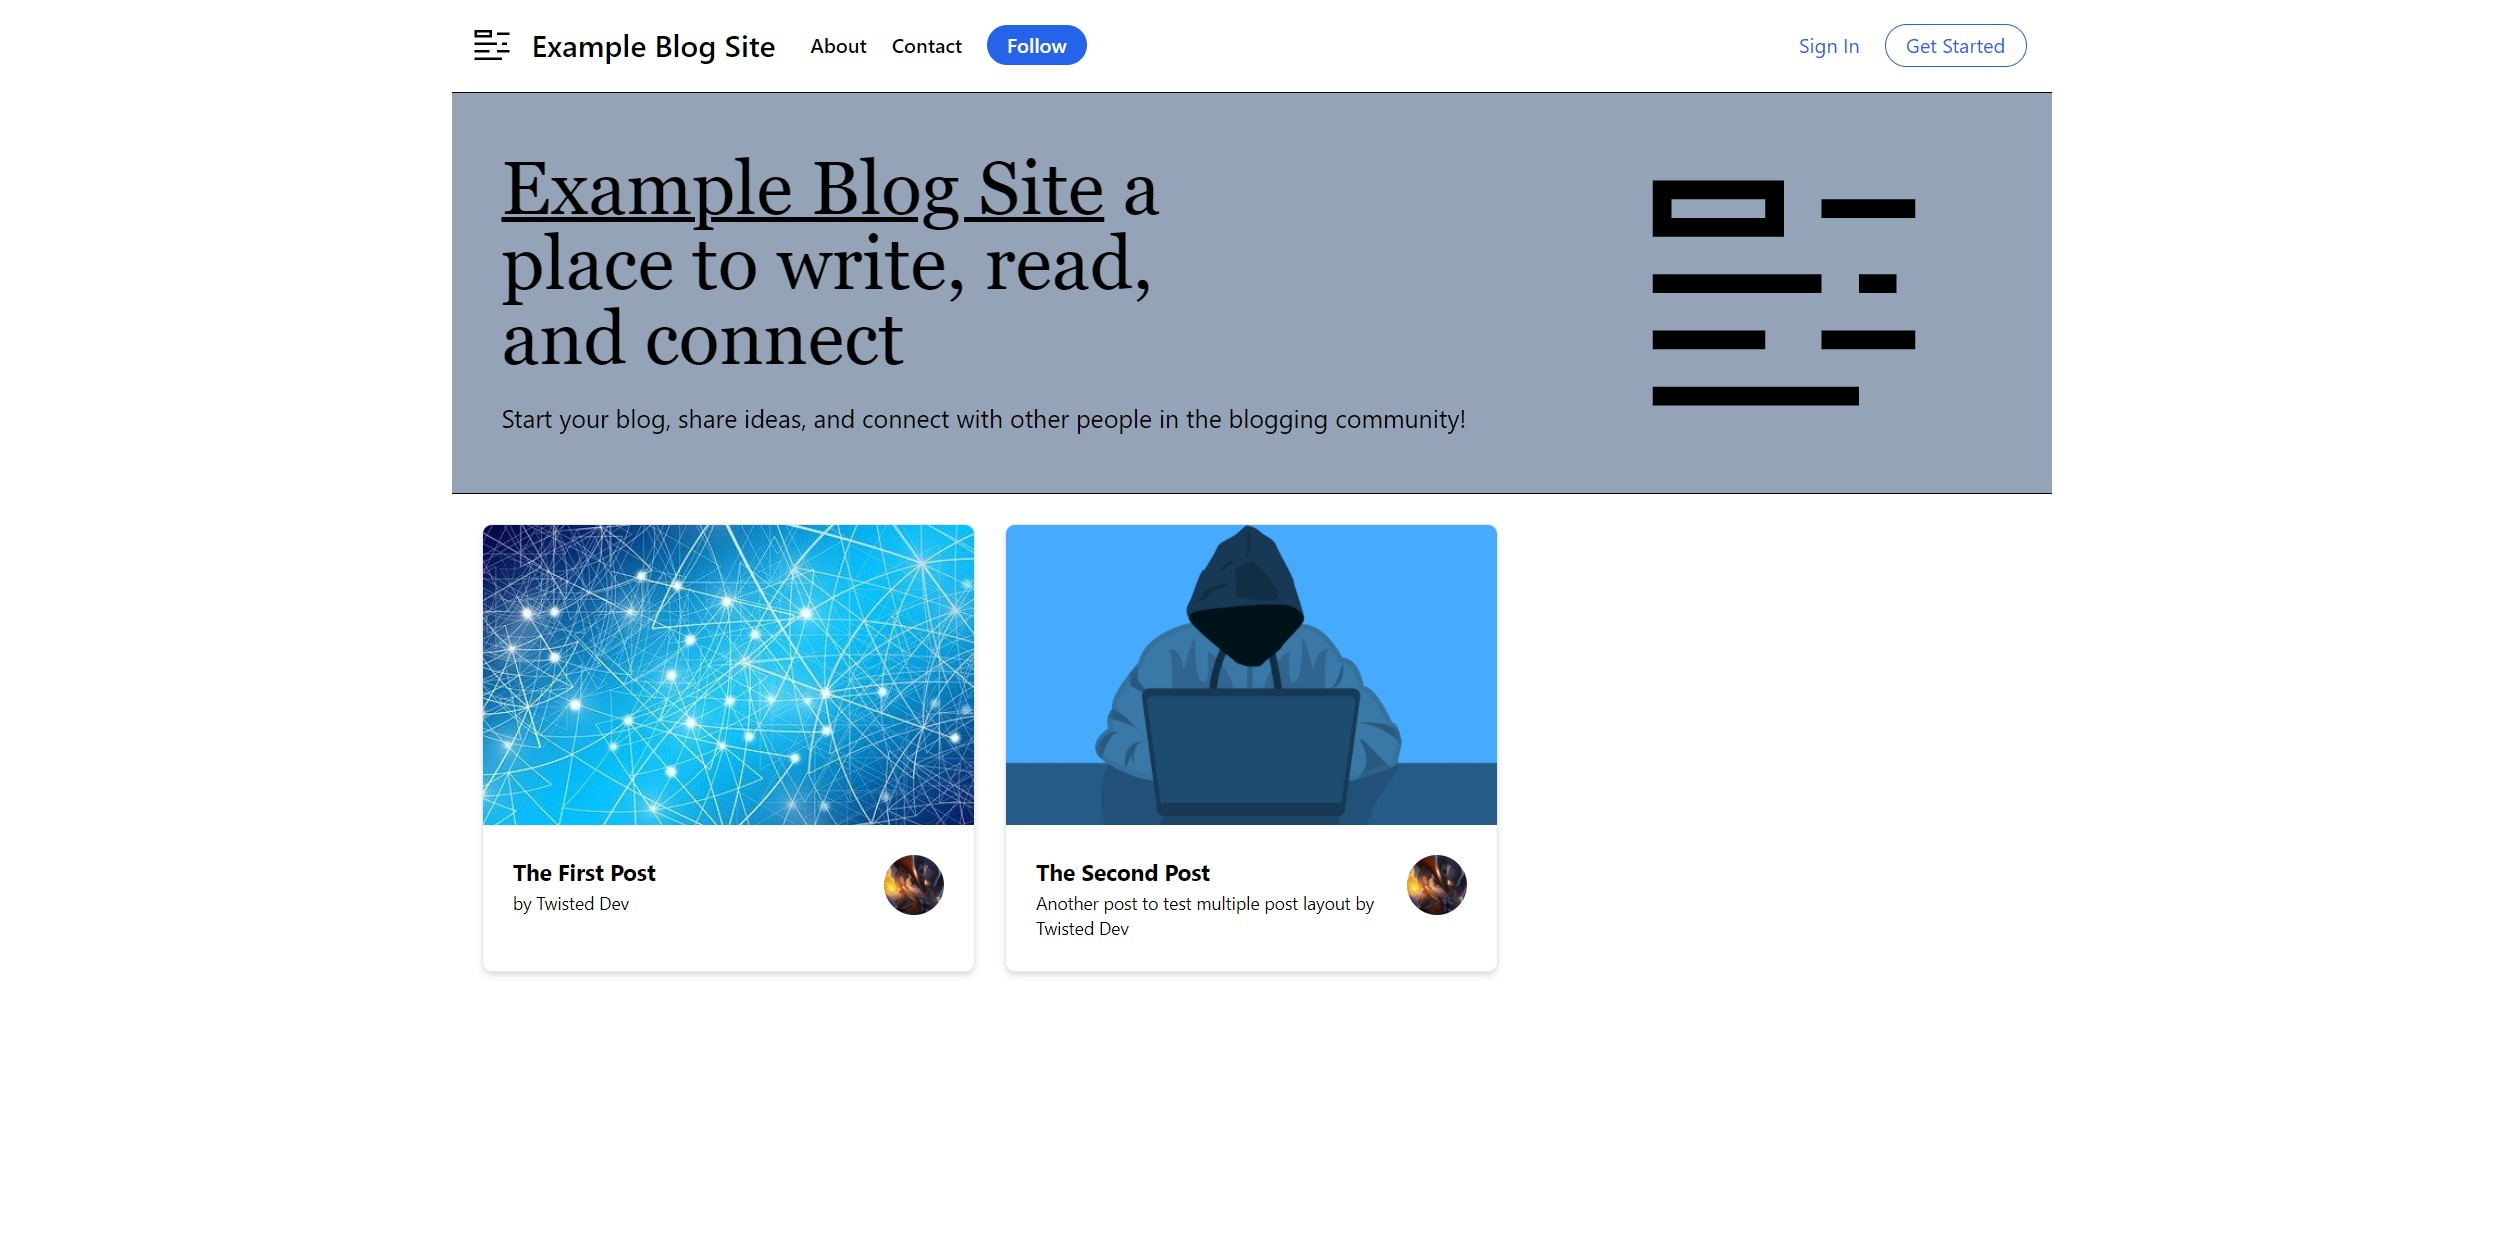 Example Blog Site About Contact Follow Sign In Get Started
Example Blog Site a
place to write, read,
and connect
Start your blog, share ideas, and connect with other people in the blogging community!
The First Post
by Twisted Dev
The Second Post
Another post to test multiple post layout by
Twisted Dev